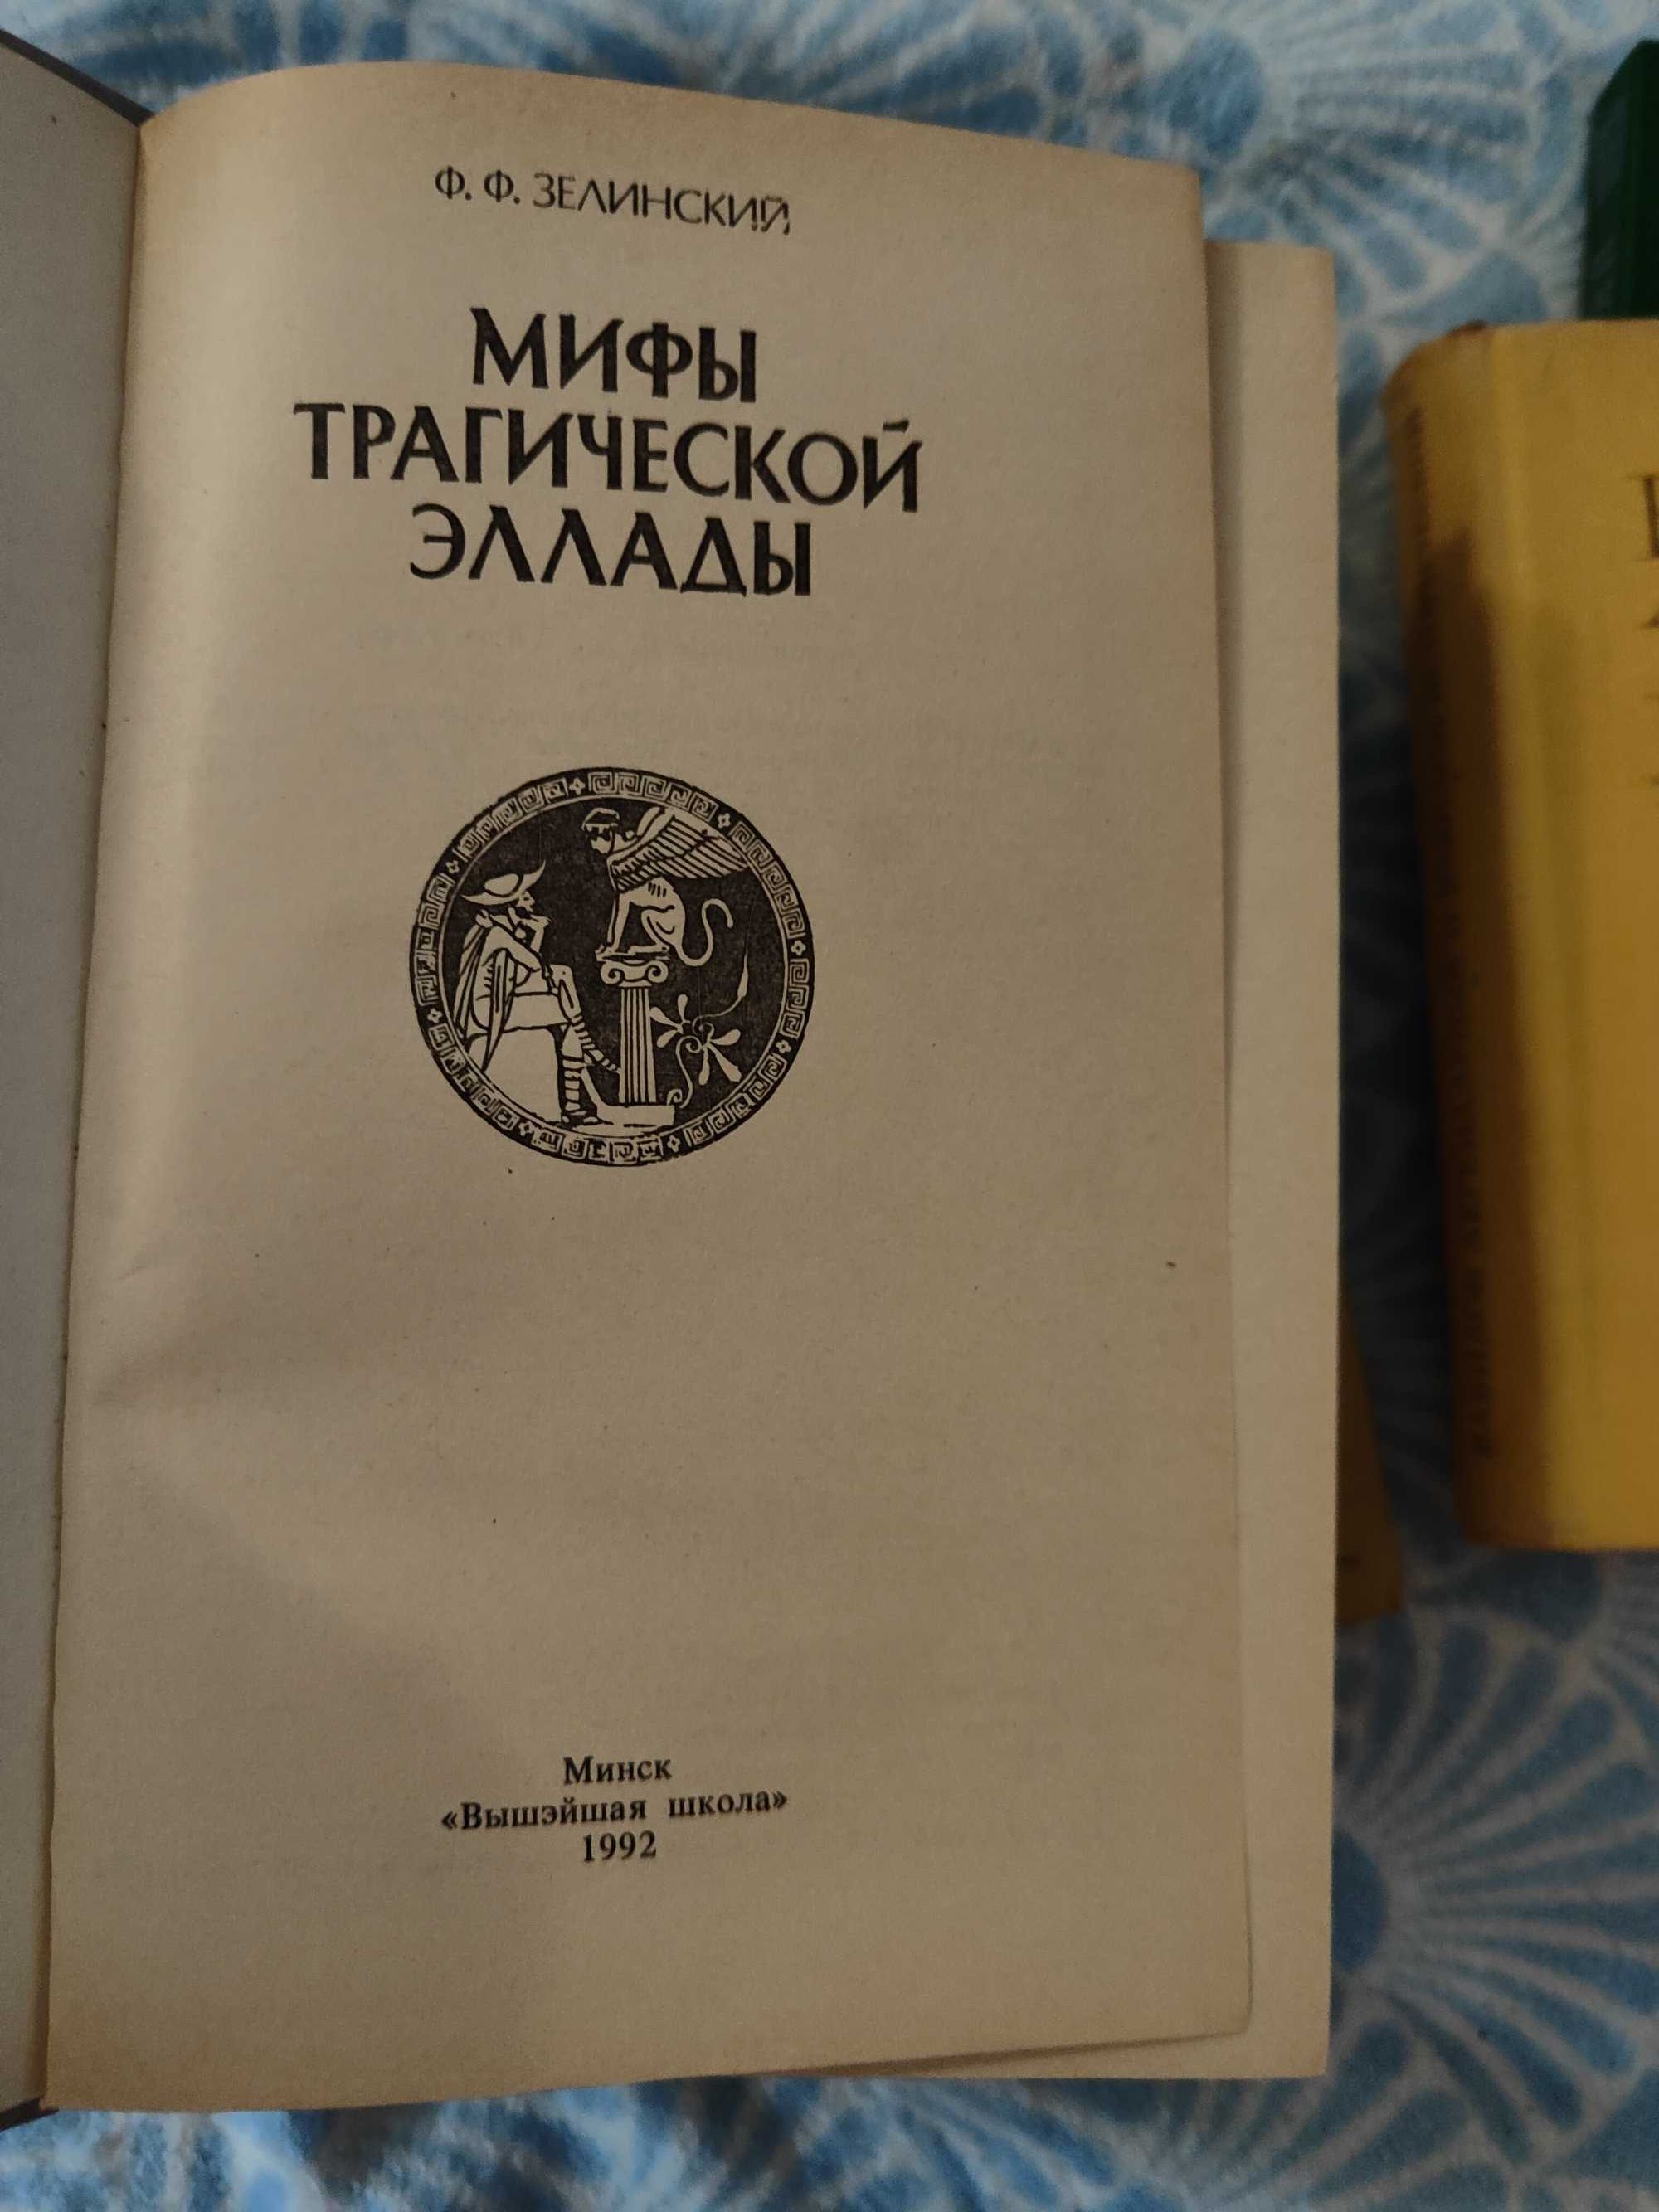 Ф. Ф. ЗЕЛИНСКИЙ
МИФЫ
ТРАГИЧЕСКОЙ
ЭЛЛАДЫ
Минск
«Вышэйшая школа»
1992